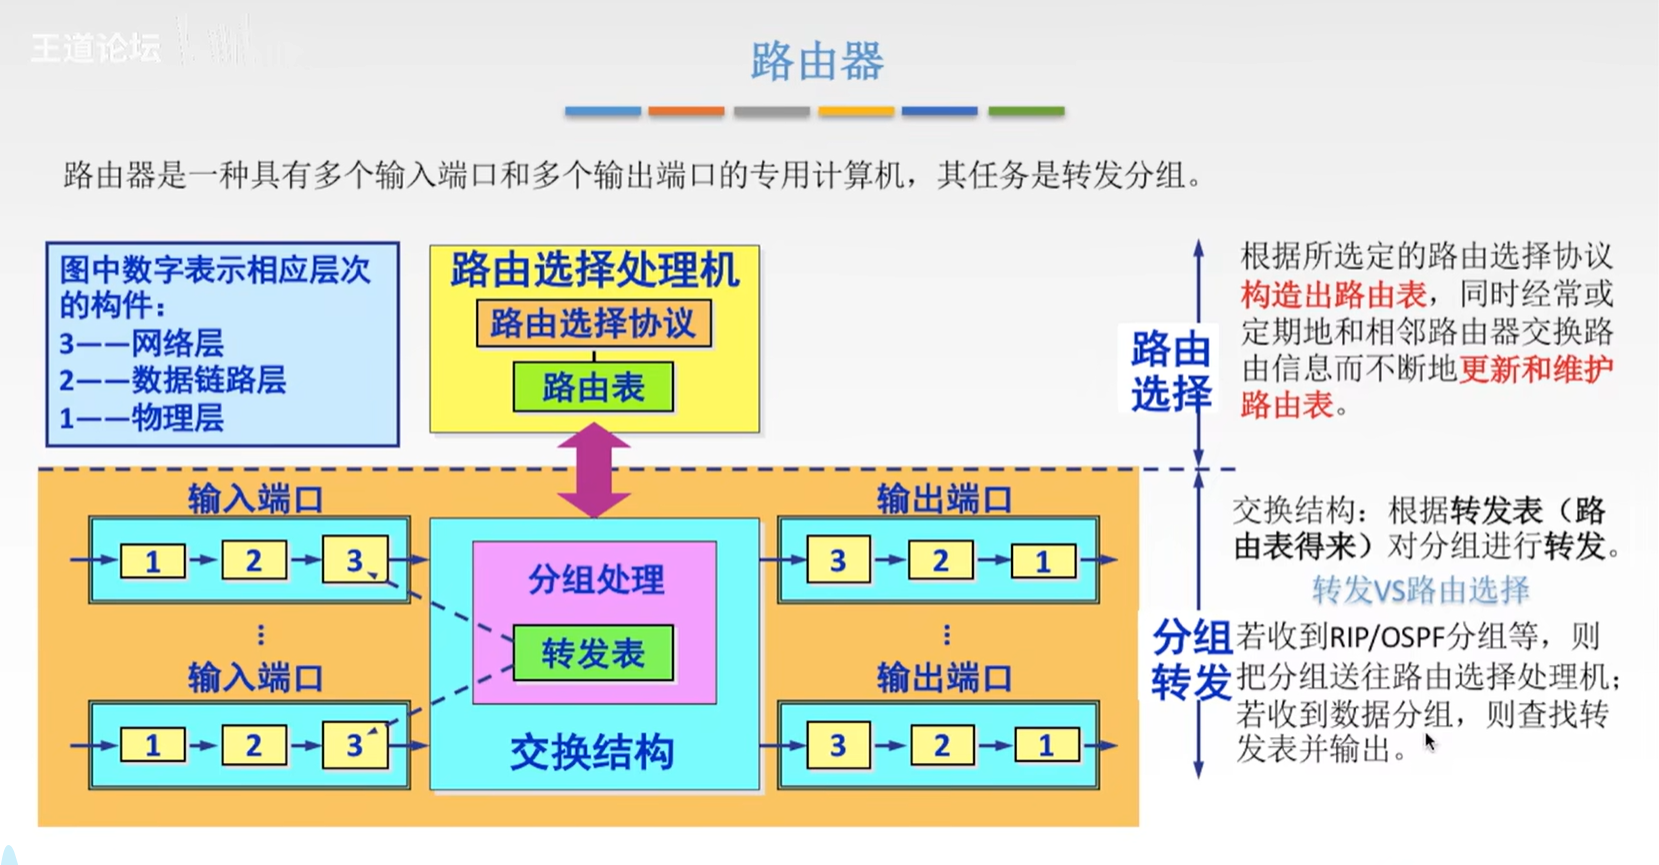 王道论坛
路由器
路由器是一种具有多个输入端口和多个输出端口的专用计算机，其任务是转发分组。
图中数字表示相应层次
的构件：
3——网络层
2——数据链路层
1——物理层
路由选择处理机
路由选择协议
路由表
路由
选择
根据所选定的路由选择协议
构造出路由表，同时经常或
定期地和相邻路由器交换路
由信息而不断地更新和维护
路由表。
输入端口
1 2 3
⋮
输入端口
1 2 3
分组处理
转发表
交换结构
输出端口
3 2 1
⋮
输出端口
3 2 1
分组
转发
交换结构：根据转发表（路
由表得来）对分组进行转发。
转发VS路由选择
若收到RIP/OSPF分组等，则
把分组送往路由选择处理机；
若收到数据分组，则查找转
发表并输出。